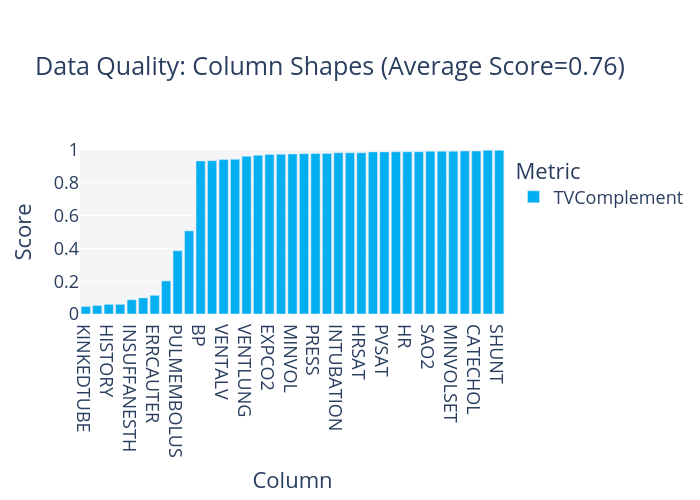 Data Quality: Column Shapes (Average Score=0.76)
1
0.8
0.6
0.4
0.2
0
Score
KINKEDTUBE
HISTORY
INSUFFANESTH
ERRCAUTER
PULMEMBOLUS
BP
VENTALV
VENTLUNG
EXPCO2
MINVOL
PRESS
INTUBATION
HRSAT
PVSAT
HR
SAO2
MINVOLSET
CATECHOL
SHUNT
Column
Metric
TVComplement